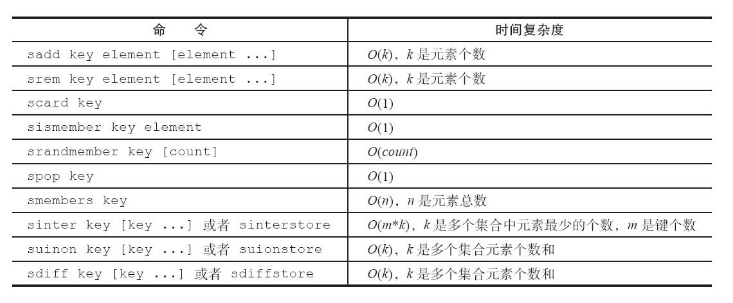 命 令 时间复杂度
sadd key element [element ...] O(k)，k 是元素个数
srem key element [element ...] O(k)，k 是元素个数
scard key O(1)
sismember key element O(1)
srandmember key [count] O(count)
spop key O(1)
smembers key O(n)，n 是元素总数
sinter key [key ...] 或者 sinterstore O(m*k)，k 是多个集合中元素最少的个数，m 是键个数
suinon key [key ...] 或者 suionstore O(k)，k 是多个集合元素个数和
sdiff key [key ...] 或者 sdiffstore O(k)，k 是多个集合元素个数和